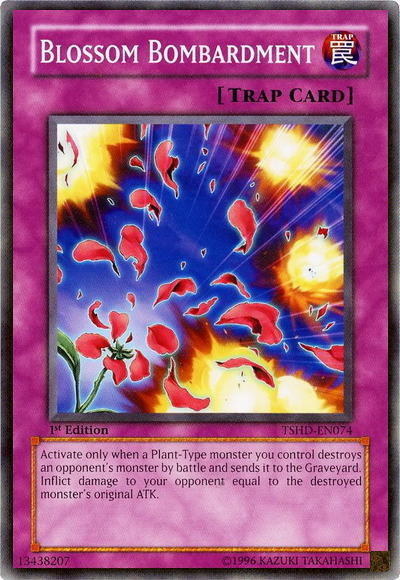 BLOSSOM BOMBARDMENT
TRAP
罠
[TRAP CARD]
1st Edition
TSHD-EN074
Activate only when a Plant-Type monster you control destroys
an opponent's monster by battle and sends it to the Graveyard.
Inflict damage to your opponent equal to the destroyed
monster's original ATK.
13438207
©1996 KAZUKI TAKAHASHI